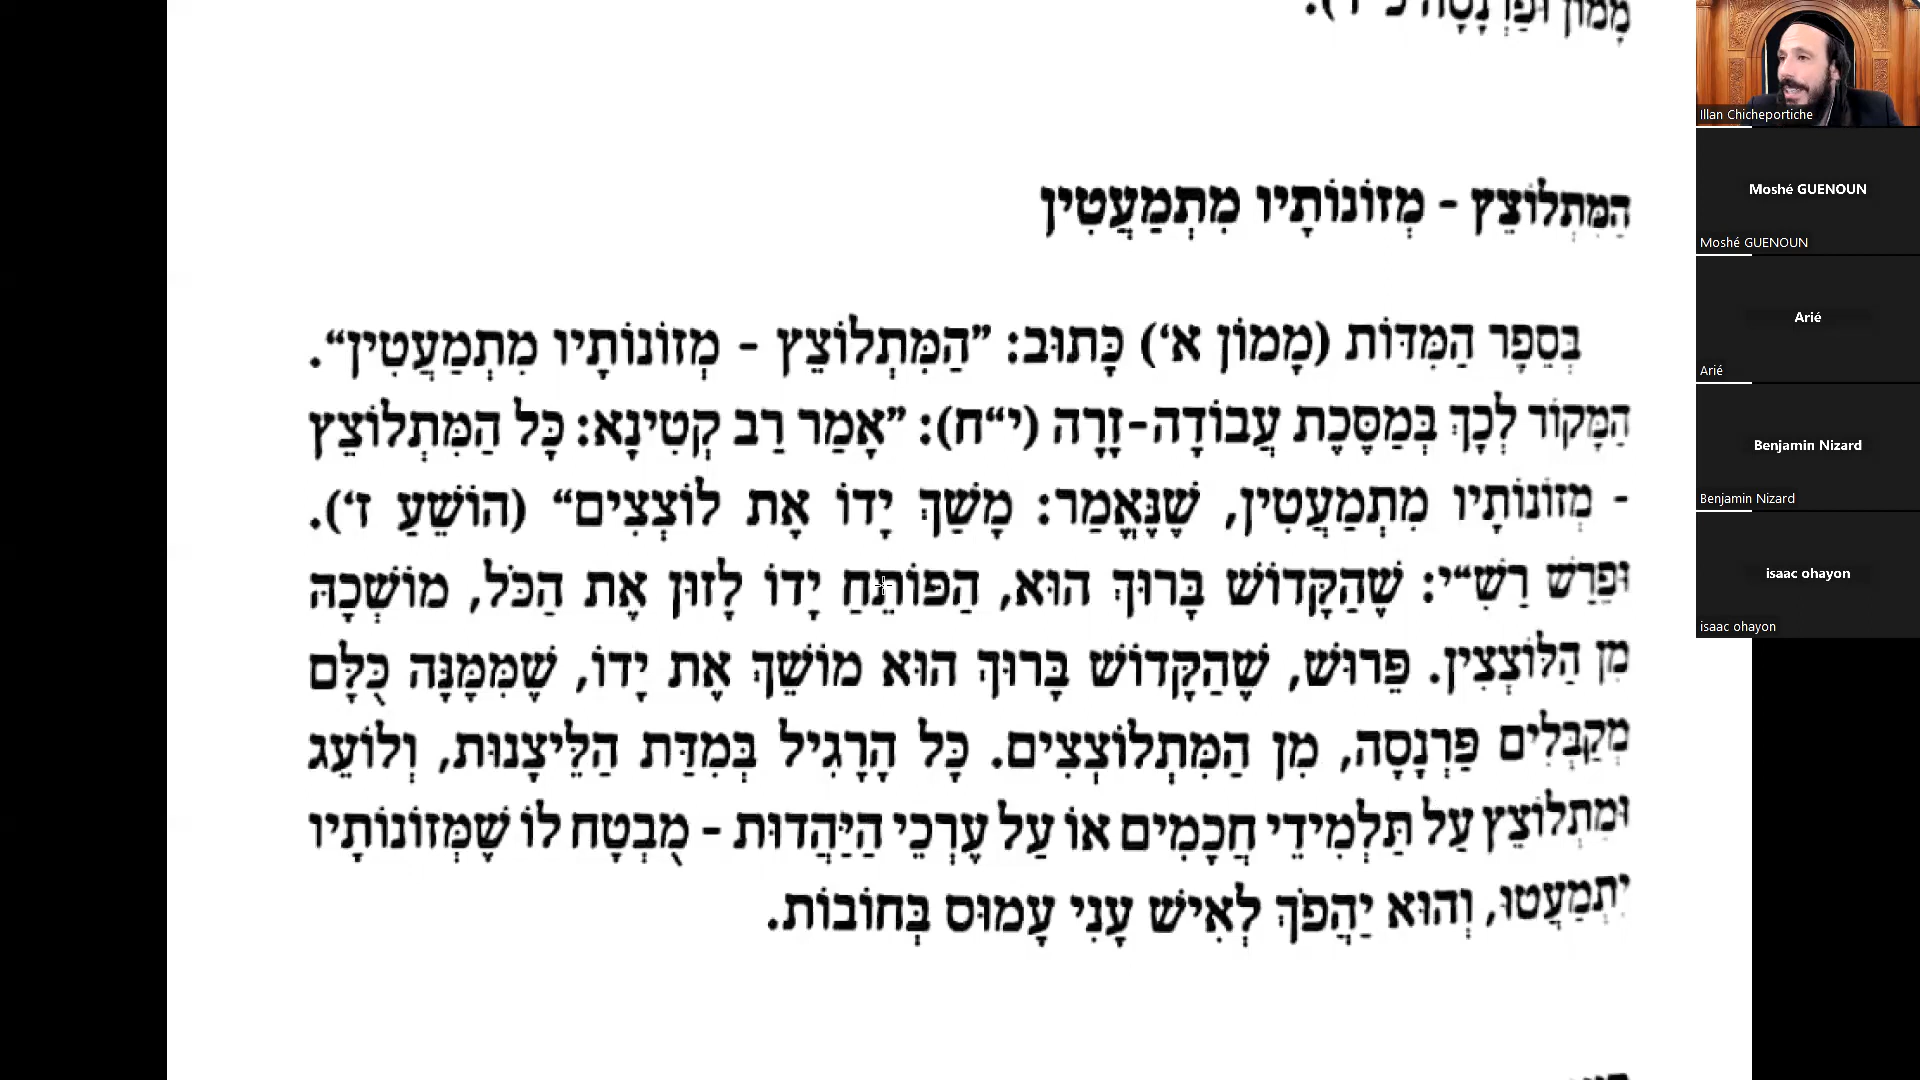 הַמִּתְלוֹצֵץ - מְזוֹנוֹתָיו מִתְמַעֲטִין
בְּסֵפֶר הַמִּדּוֹת (מָמוֹן א׳) כָּתוּב: ”הַמִּתְלוֹצֵץ - מְזוֹנוֹתָיו מִתְמַעֲטִין“.
הַמָּקוֹר לְכָךְ בְּמַסֶּכֶת עֲבוֹדָה-זָרָה (י“ח): ”אָמַר רַב קְטִינָא: כָּל הַמִּתְלוֹצֵץ
- מְזוֹנוֹתָיו מִתְמַעֲטִין, שֶׁנֶּאֱמַר: מָשַׁךְ יָדוֹ אֶת לוֹצְצִים“ (הוֹשֵׁעַ ז׳).
וּפֵרַשׁ רַשִׁ“י: שֶׁהַקָּדוֹשׁ בָּרוּךְ הוּא, הַפּוֹתֵחַ יָדוֹ לָזוּן אֶת הַכֹּל, מוֹשְׁכָהּ
מִן הַלּוֹצְצִין. פֵּרוּשׁ, שֶׁהַקָּדוֹשׁ בָּרוּךְ הוּא מוֹשֵׁךְ אֶת יָדוֹ, שֶׁמִּמֶּנָּה כֻּלָּם
מְקַבְּלִים פַּרְנָסָה, מִן הַמִּתְלוֹצְצִים. כָּל הָרָגִיל בְּמִדַּת הַלֵּיצָנוּת, וְלוֹעֵג
וּמִתְלוֹצֵץ עַל תַּלְמִידֵי חֲכָמִים אוֹ עַל עֶרְכֵי הַיַּהֲדוּת - מֻבְטָח לוֹ שֶׁמְּזוֹנוֹתָיו
יִתְמַעֲטוּ, וְהוּא יַהֲפֹךְ לְאִישׁ עָנִי עָמוּס בְּחוֹבוֹת.
Illan Chicheportiche
Moshé GUENOUN
Moshé GUENOUN
Arié
Arié
Benjamin Nizard
Benjamin Nizard
isaac ohayon
isaac ohayon